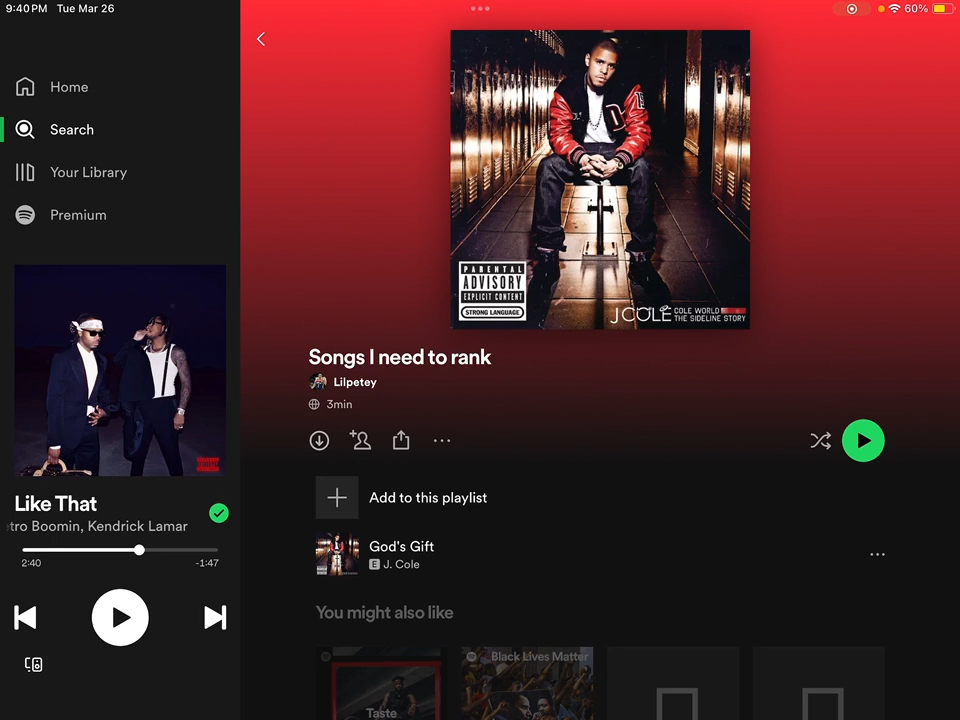 9:40 PM Tue Mar 26
60%
Home
Search
Your Library
Premium
PARENTAL
ADVISORY
EXPLICIT CONTENT
STRONG LANGUAGE
J COLE COLE WORLD
THE SIDELINE STORY
Songs I need to rank
Lilpetey
3min
Like That
tro Boomin, Kendrick Lamar
2:40
-1:47
Add to this playlist
God's Gift
E J. Cole
You might also like
Taste
Black Lives Matter